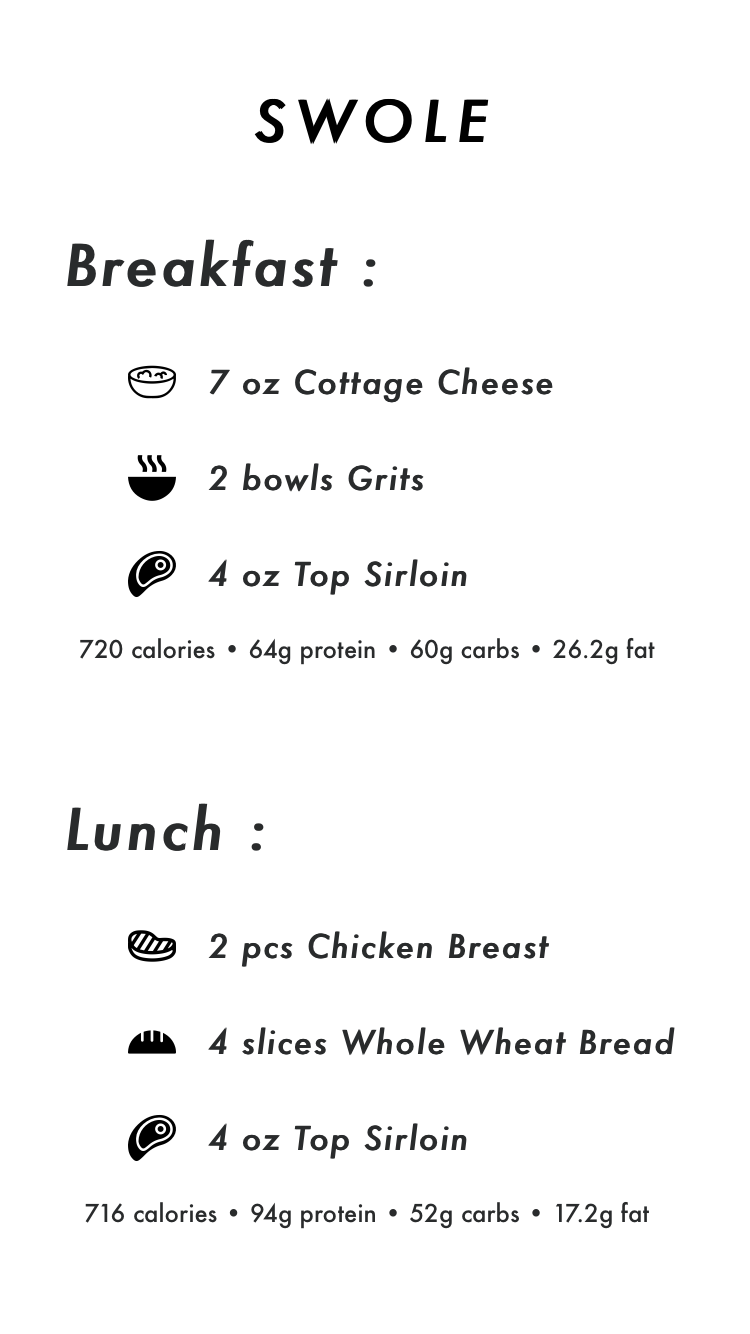 SWOLE
Breakfast :
7 oz Cottage Cheese
2 bowls Grits
4 oz Top Sirloin
720 calories • 64g protein • 60g carbs • 26.2g fat
Lunch :
2 pcs Chicken Breast
4 slices Whole Wheat Bread
4 oz Top Sirloin
716 calories • 94g protein • 52g carbs • 17.2g fat